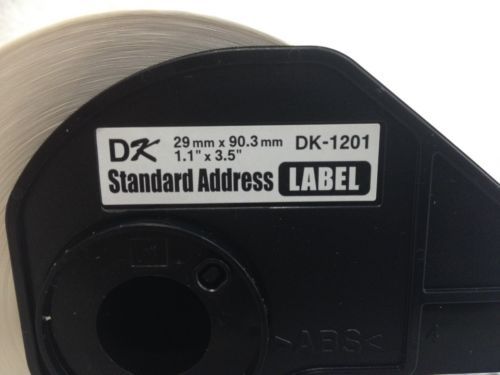 DK 29 mm x 90.3 mm DK-1201
1.1" x 3.5"
Standard Address LABEL
>ABS<